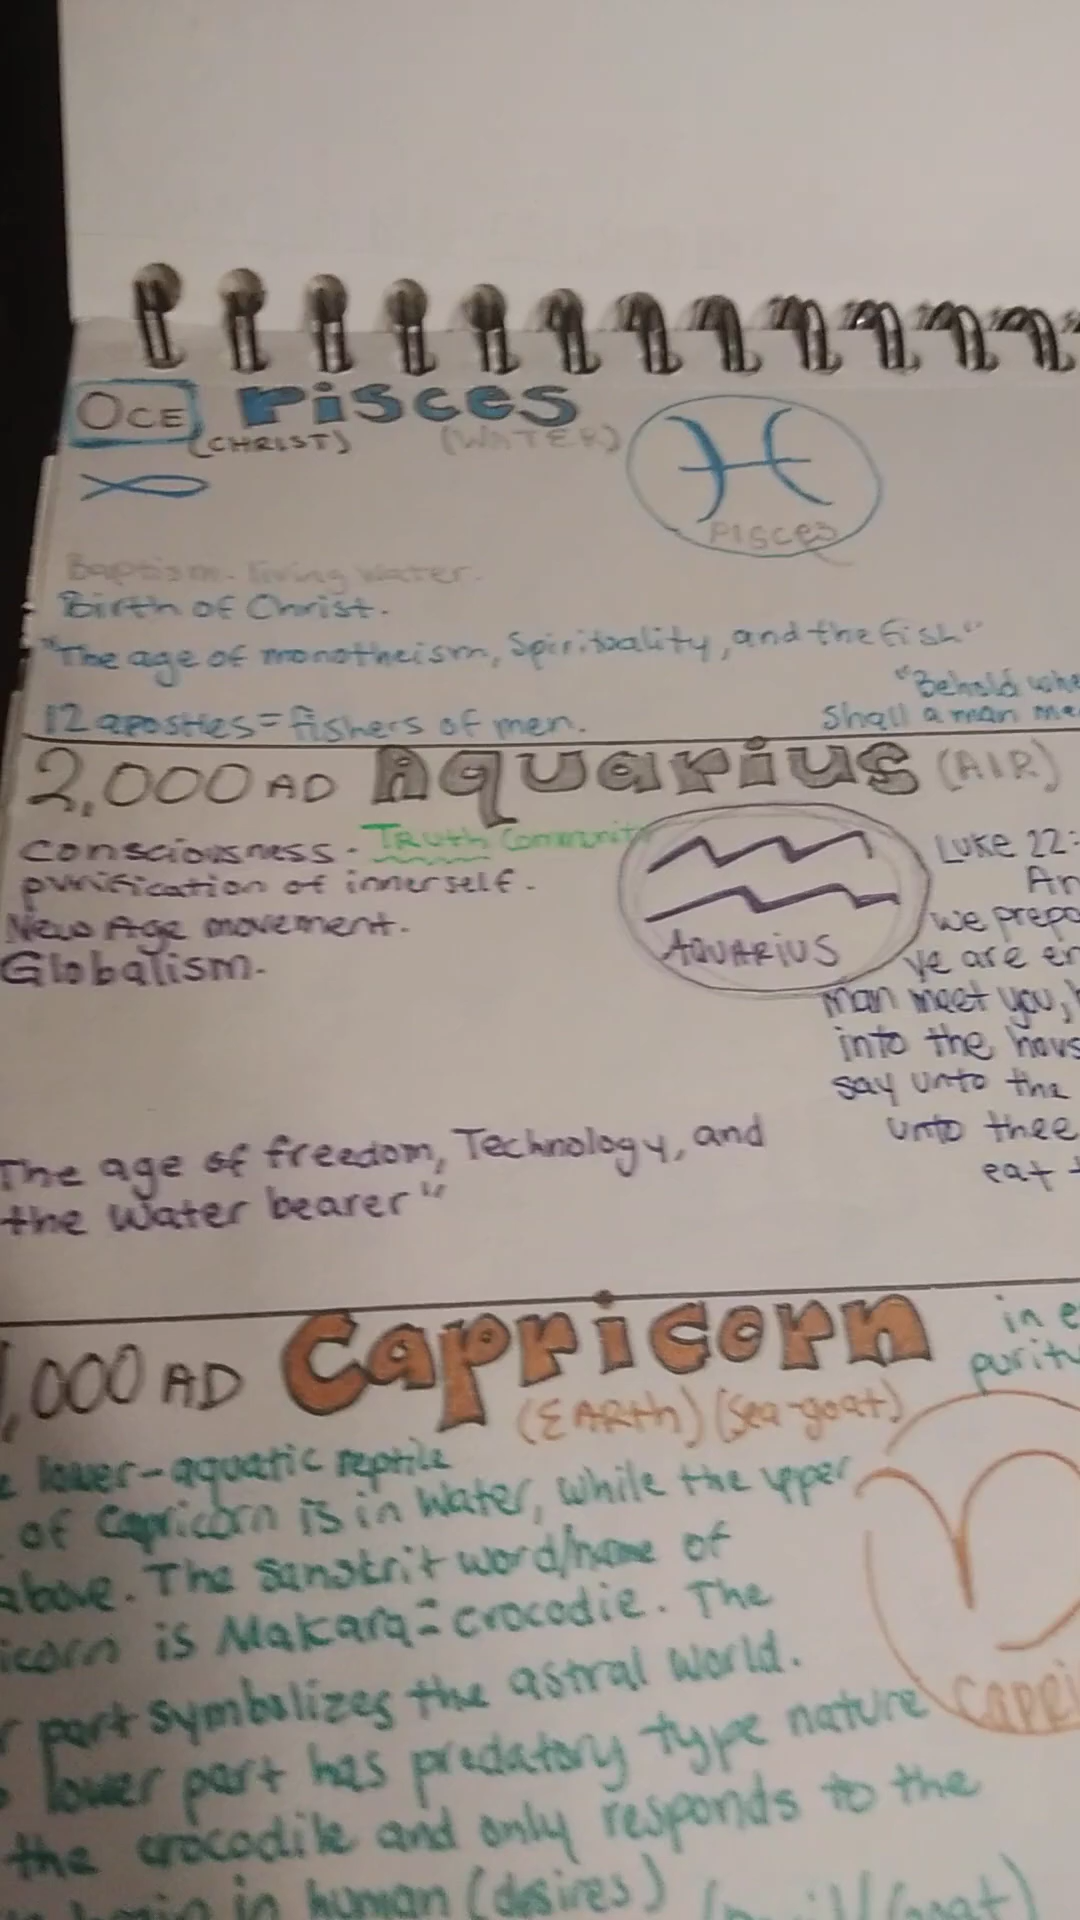 OCE Pisces
(CHRIST) (WATER)
PISCES
Baptism - living water.
Birth of Christ.
"The age of monotheism, Spirituality, and the fish"
"Behold whe
12 apostles = fishers of men.
Shall a man me
2,000 AD Aquarius (AIR)
Consciousness - TRUTH Communit
purification of innerself.
New Age movement.
Globalism.
AQUARIUS
Luke 22:
An
we prepa
ye are en
man meet you, h
into the hous
say unto the
unto thee
eat t
The age of freedom, Technology, and
the Water bearer"
,000 AD Capricorn
(EARTH) (Sea-goat)
in e
purity
lower-aquatic reptile
of Capricorn is in water, while the upper
above. The Sanskrit word/name of
icorn is Makara = crocodie. The
r part symbolizes the astral world.
lower part has predatory type nature
the crocodile and only responds to the
in human (desires)
Capri